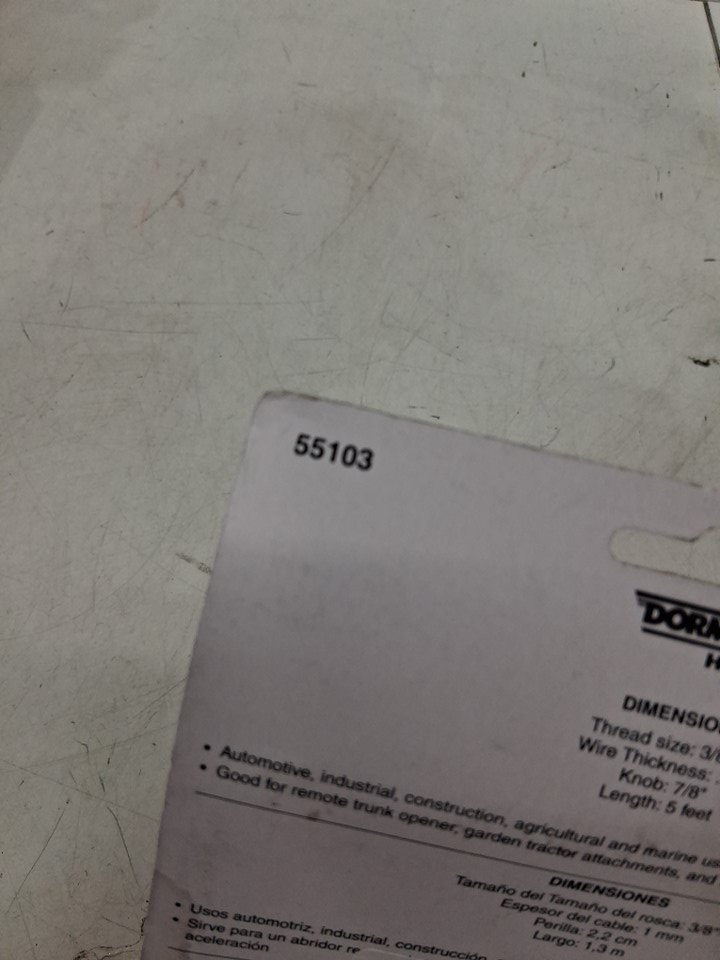 55103
DORM
H
DIMENSIO
Thread size: 3/8
Wire Thickness:
Knob: 7/8"
Length: 5 feet
• Automotive, industrial, construction, agricultural and marine us
• Good for remote trunk opener, garden tractor attachments, and
DIMENSIONES
Tamaño del Tamaño del rosca: 3/8"
Espesor del cable: 1 mm
Perilla: 2.2 cm
Largo: 1,3 m
• Usos automotriz, industrial, construcción
• Sirve para un abridor re
aceleración